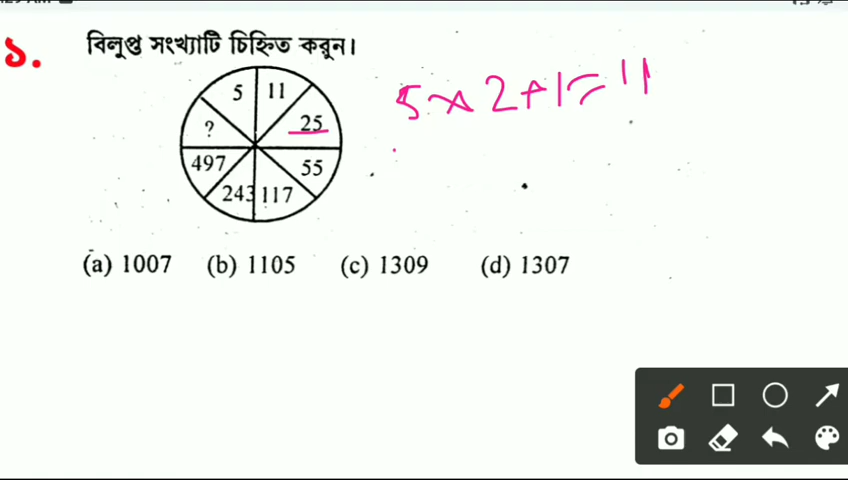 ১.
বিলুপ্ত সংখ্যাটি চিহ্নিত করুন।
5 × 2 + 1 = 11
5 11
? 25
497 55
243 117
(a) 1007 (b) 1105 (c) 1309 (d) 1307